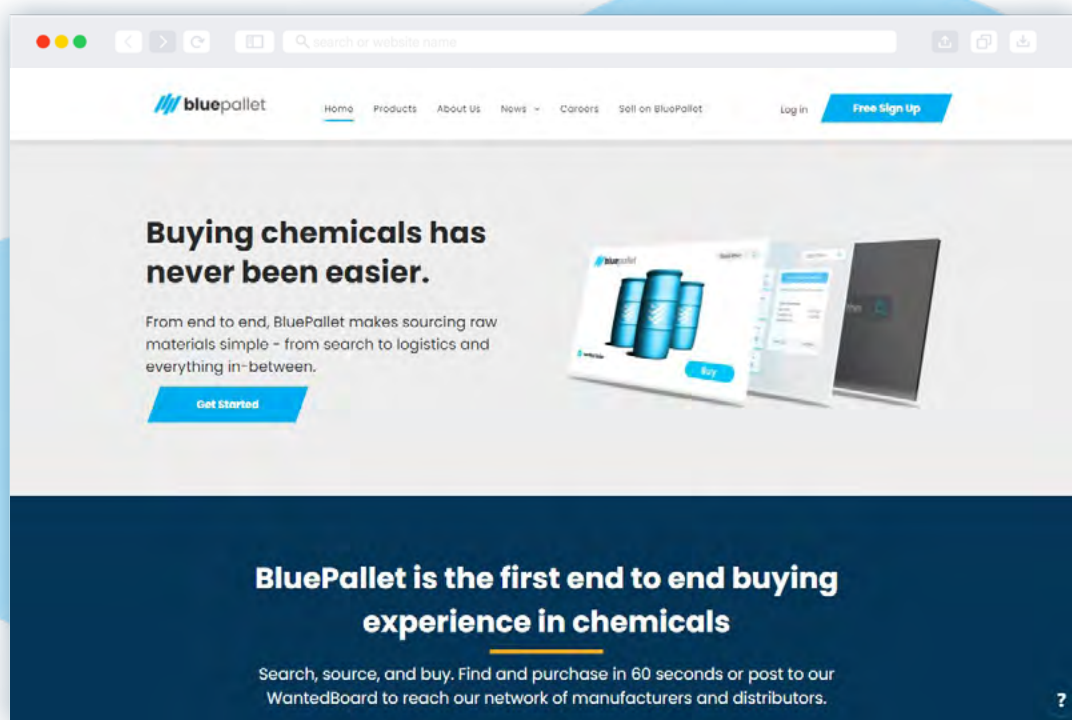 search or website name
bluepallet
Home Products About Us News Careers Sell on BluePallet Log in Free Sign Up
Buying chemicals has
never been easier.
From end to end, BluePallet makes sourcing raw
materials simple - from search to logistics and
everything in-between.
Get Started
bluepallet
Buy
BluePallet is the first end to end buying
experience in chemicals
Search, source, and buy. Find and purchase in 60 seconds or post to our
WantedBoard to reach our network of manufacturers and distributors.
?